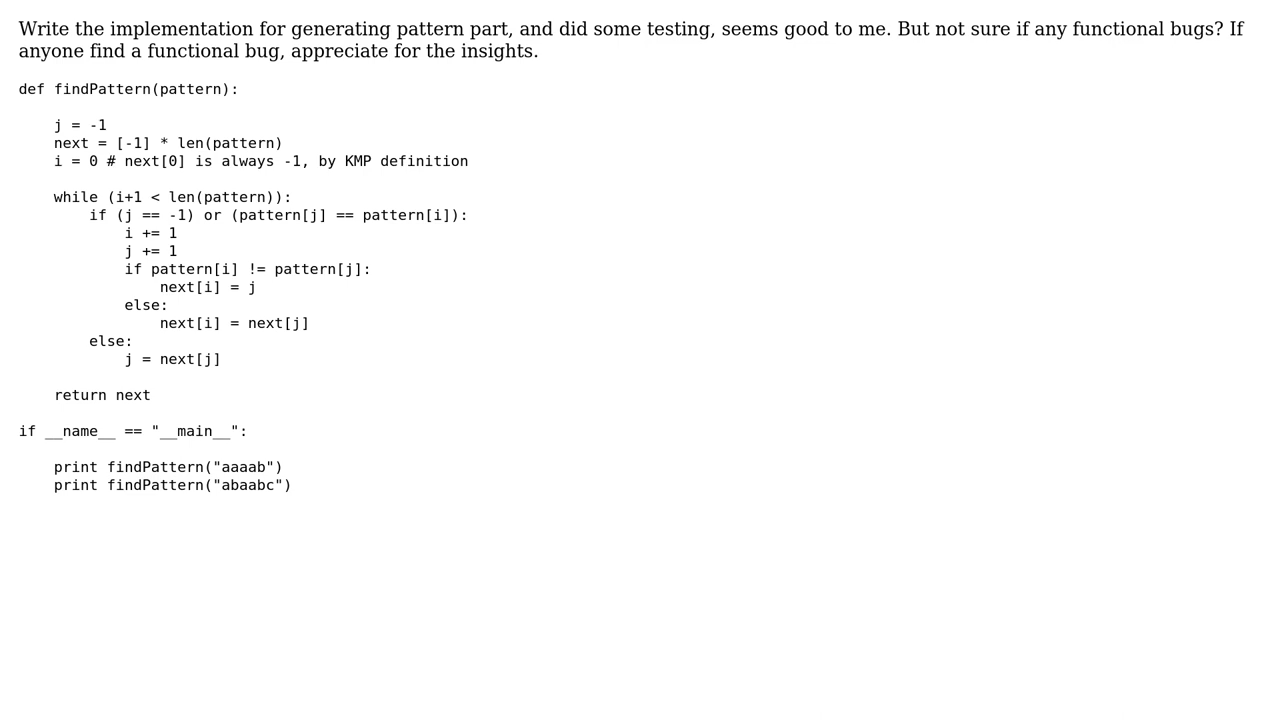 Write the implementation for generating pattern part, and did some testing, seems good to me. But not sure if any functional bugs? If
anyone find a functional bug, appreciate for the insights.
def findPattern(pattern):
    j = -1
    next = [-1] * len(pattern)
    i = 0 # next[0] is always -1, by KMP definition
    while (i+1 < len(pattern)):
        if (j == -1) or (pattern[j] == pattern[i]):
            i += 1
            j += 1
            if pattern[i] != pattern[j]:
                next[i] = j
            else:
                next[i] = next[j]
        else:
            j = next[j]
    return next
if __name__ == "__main__":
    print findPattern("aaaab")
    print findPattern("abaabc")